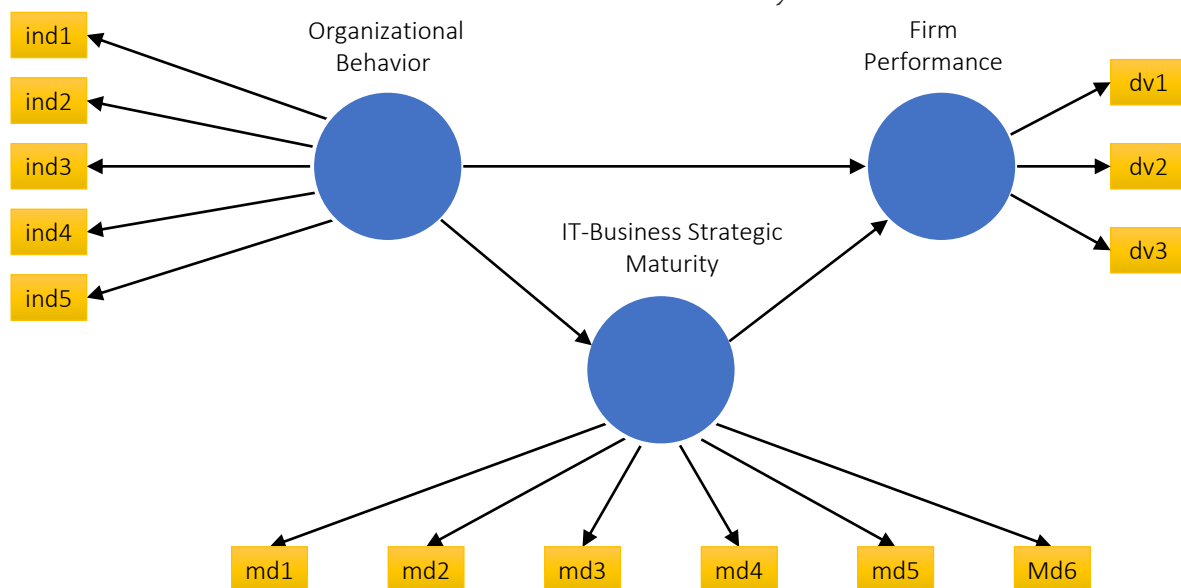 ind1
ind2
ind3
ind4
ind5
Organizational
Behavior
Firm
Performance
dv1
dv2
dv3
IT-Business Strategic
Maturity
md1
md2
md3
md4
md5
Md6